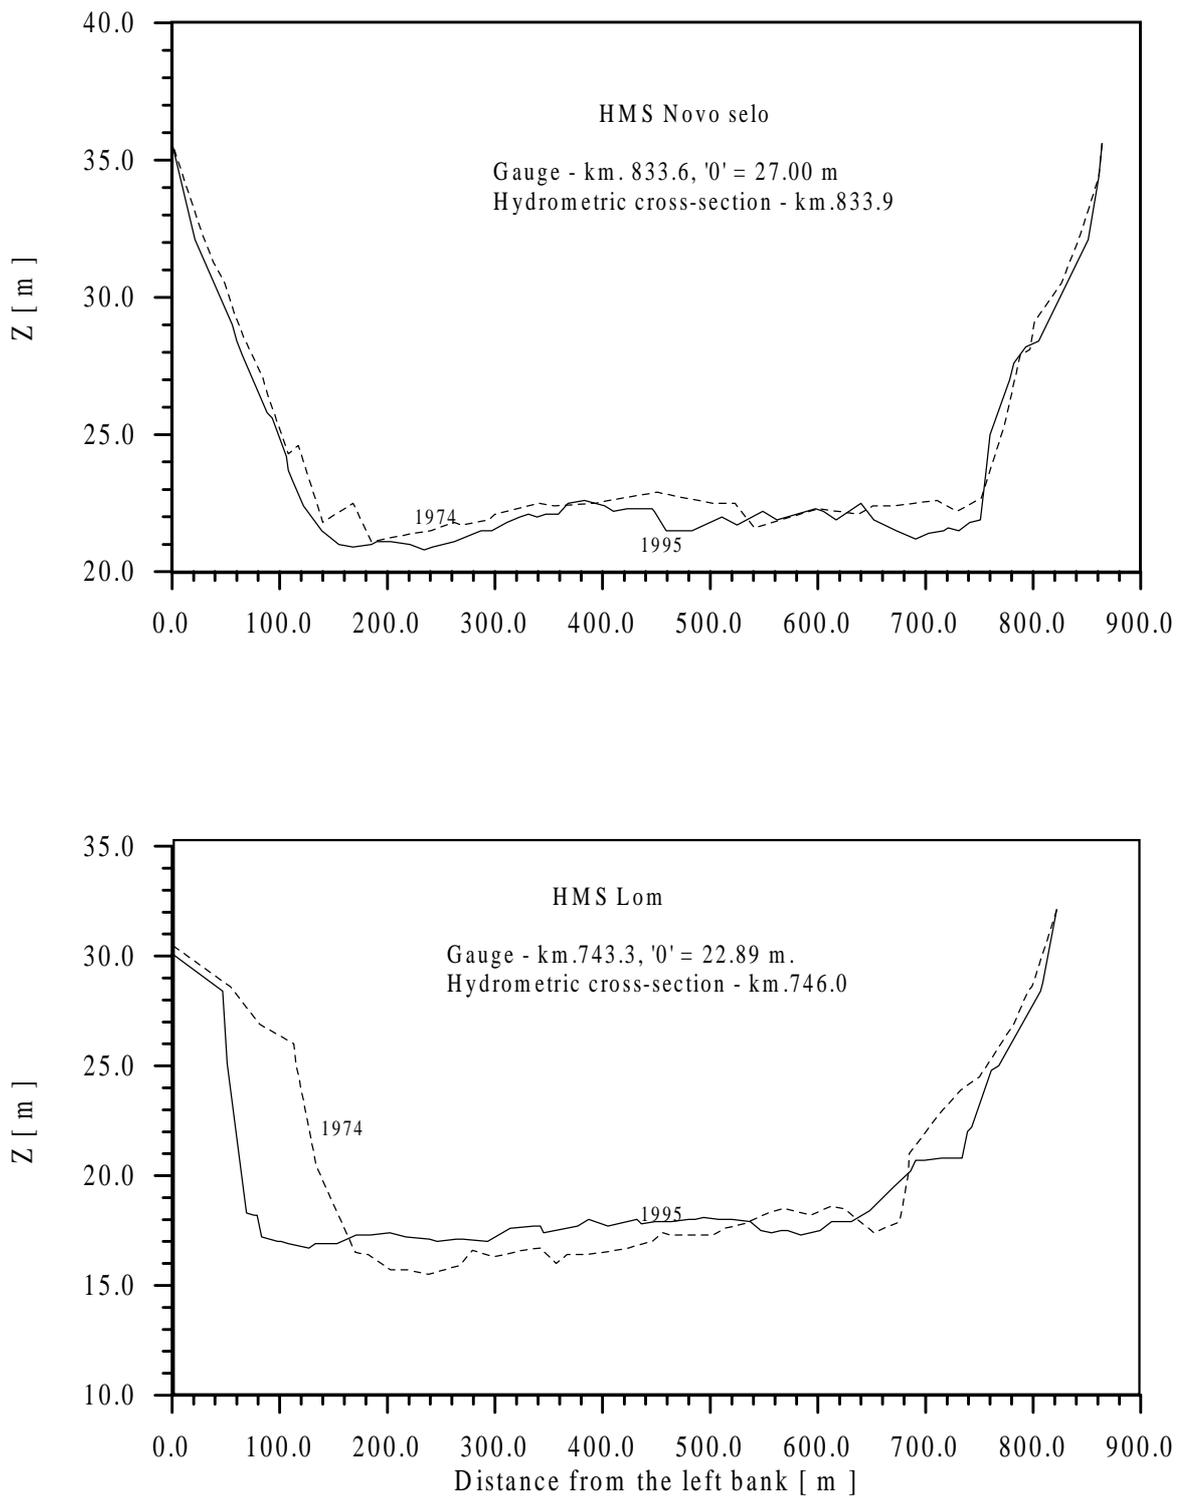 40.0
HMS Novo selo
35.0
Gauge - km. 833.6, '0' = 27.00 m
Hydrometric cross-section - km.833.9
Z [ m ]
30.0
25.0
1974
1995
20.0
0.0 100.0 200.0 300.0 400.0 500.0 600.0 700.0 800.0 900.0
35.0
HMS Lom
30.0
Gauge - km.743.3, '0' = 22.89 m.
Hydrometric cross-section - km.746.0
25.0
Z [ m ]
1974
20.0
1995
15.0
10.0
0.0 100.0 200.0 300.0 400.0 500.0 600.0 700.0 800.0 900.0
Distance from the left bank [ m ]